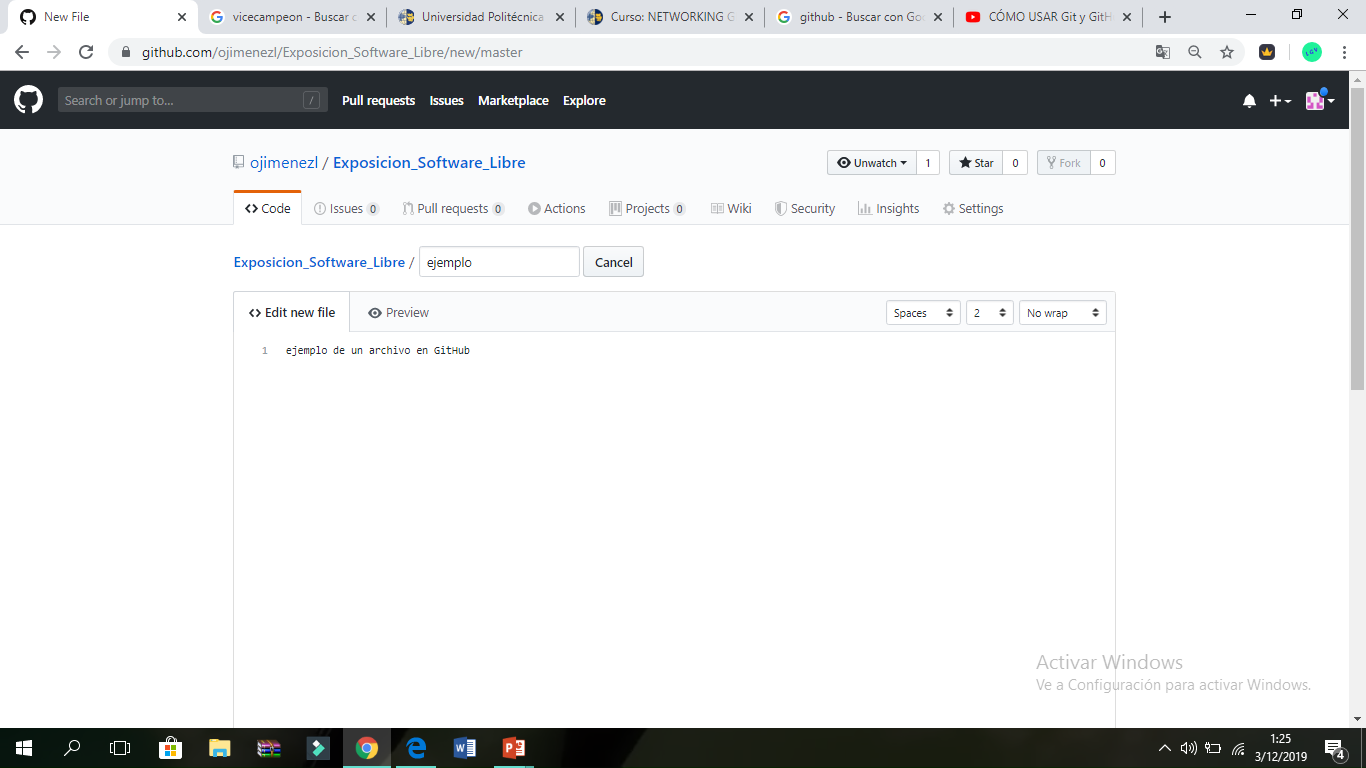 New File
vicecampeon - Buscar c
Universidad Politécnica
Curso: NETWORKING G
github - Buscar con Goo
CÓMO USAR Git y GitH
github.com/ojimenezl/Exposicion_Software_Libre/new/master
LGV
Search or jump to... /
Pull requests Issues Marketplace Explore
ojimenezl / Exposicion_Software_Libre
Unwatch 1 Star 0 Fork 0
Code Issues 0 Pull requests 0 Actions Projects 0 Wiki Security Insights Settings
Exposicion_Software_Libre / ejemplo Cancel
Edit new file Preview Spaces 2 No wrap
1 ejemplo de un archivo en GitHub
Activar Windows
Ve a Configuración para activar Windows.
1:25
3/12/2019
4